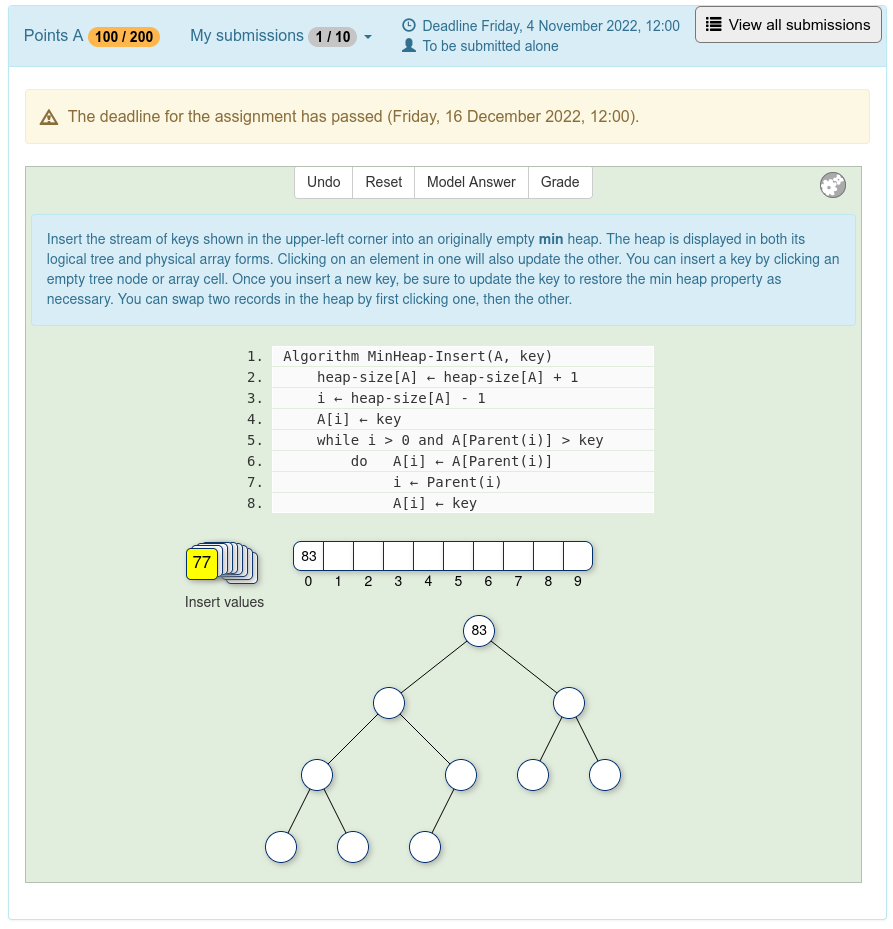 Points A 100 / 200
My submissions 1 / 10
Deadline Friday, 4 November 2022, 12:00
To be submitted alone
View all submissions
The deadline for the assignment has passed (Friday, 16 December 2022, 12:00).
Undo Reset Model Answer Grade
Insert the stream of keys shown in the upper-left corner into an originally empty min heap. The heap is displayed in both its
logical tree and physical array forms. Clicking on an element in one will also update the other. You can insert a key by clicking an
empty tree node or array cell. Once you insert a new key, be sure to update the key to restore the min heap property as
necessary. You can swap two records in the heap by first clicking one, then the other.
1. Algorithm MinHeap-Insert(A, key)
2. heap-size[A] ← heap-size[A] + 1
3. i ← heap-size[A] - 1
4. A[i] ← key
5. while i > 0 and A[Parent(i)] > key
6. do A[i] ← A[Parent(i)]
7. i ← Parent(i)
8. A[i] ← key
77
83
0 1 2 3 4 5 6 7 8 9
Insert values
83